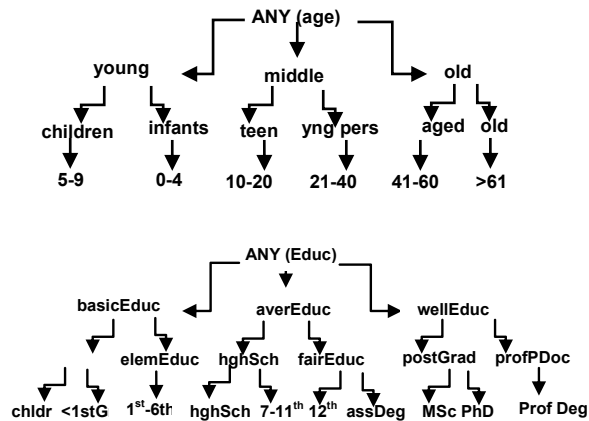 ANY (age)
young middle old
children infants teen yng pers aged old
5-9 0-4 10-20 21-40 41-60 >61
ANY (Educ)
basicEduc averEduc wellEduc
elemEduc hghSch fairEduc postGrad profPDoc
chldr <1stG 1st-6th hghSch 7-11th 12th assDeg MSc PhD Prof Deg